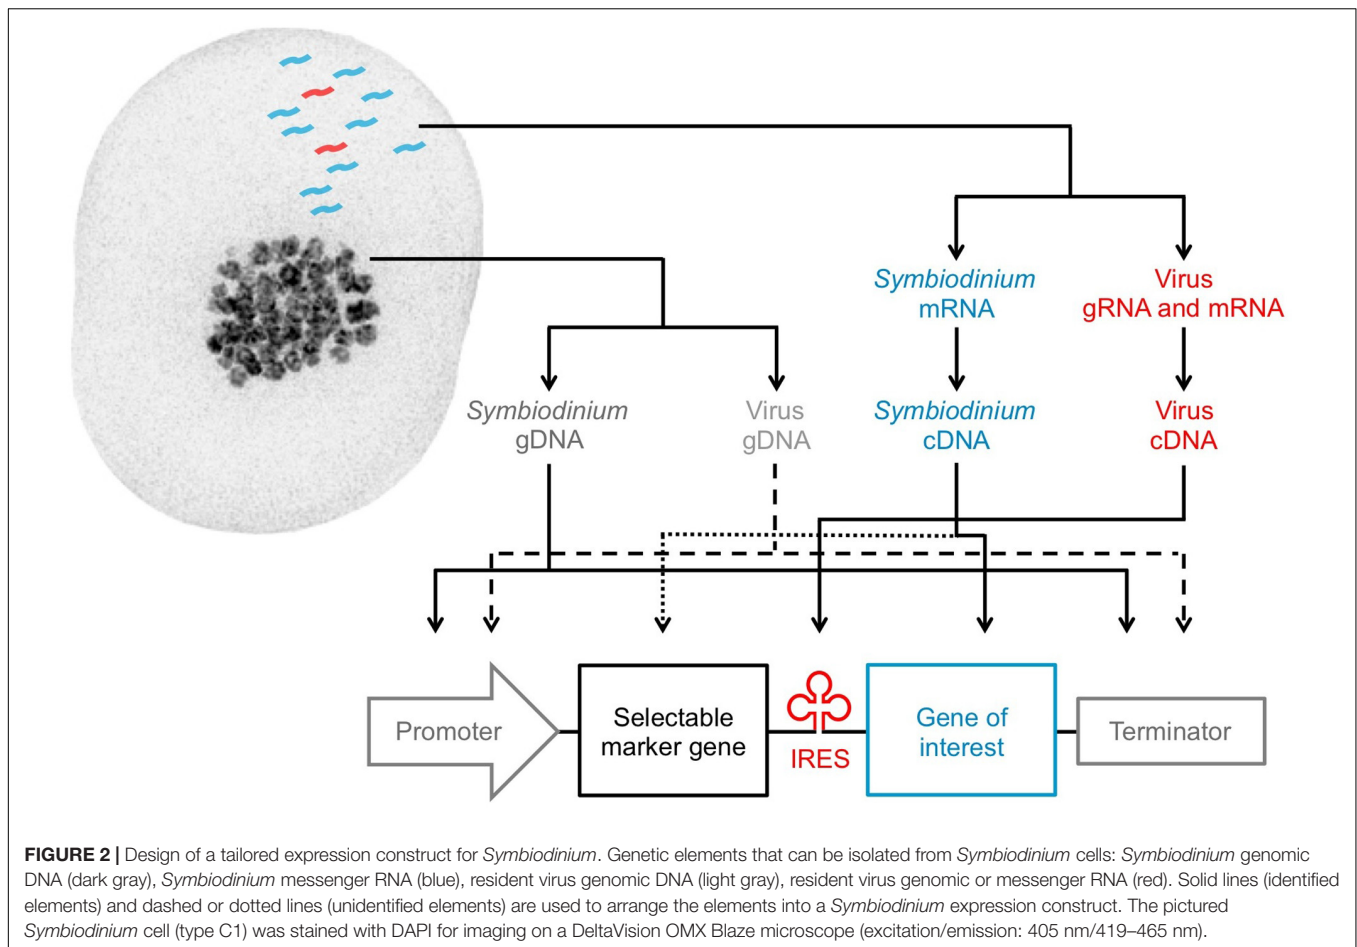 Symbiodinium
mRNA
Virus
gRNA and mRNA
Symbiodinium
gDNA
Virus
gDNA
Symbiodinium
cDNA
Virus
cDNA
Promoter
Selectable
marker gene
IRES
Gene of
interest
Terminator
FIGURE 2 | Design of a tailored expression construct for Symbiodinium. Genetic elements that can be isolated from Symbiodinium cells: Symbiodinium genomic
DNA (dark gray), Symbiodinium messenger RNA (blue), resident virus genomic DNA (light gray), resident virus genomic or messenger RNA (red). Solid lines (identified
elements) and dashed or dotted lines (unidentified elements) are used to arrange the elements into a Symbiodinium expression construct. The pictured
Symbiodinium cell (type C1) was stained with DAPI for imaging on a DeltaVision OMX Blaze microscope (excitation/emission: 405 nm/419–465 nm).